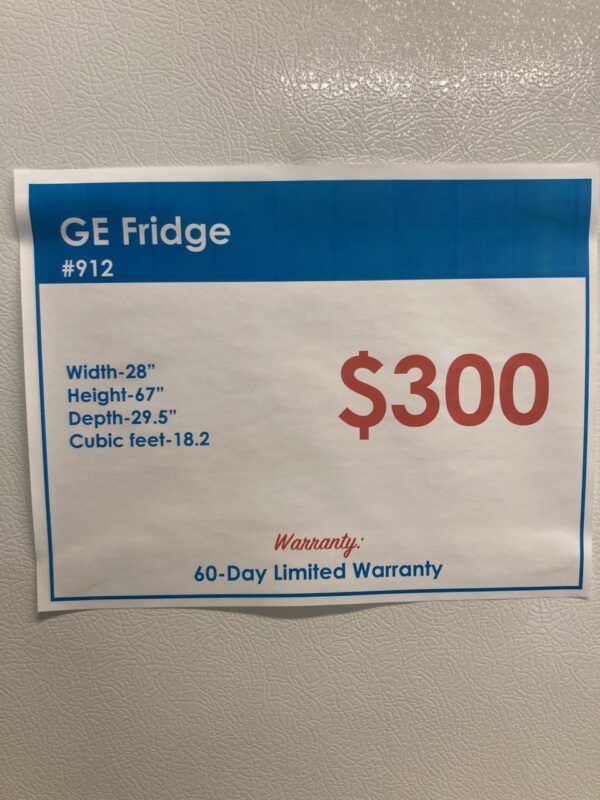 GE Fridge
#912
Width-28”
Height-67”
Depth-29.5”
Cubic feet-18.2
$300
Warranty:
60-Day Limited Warranty